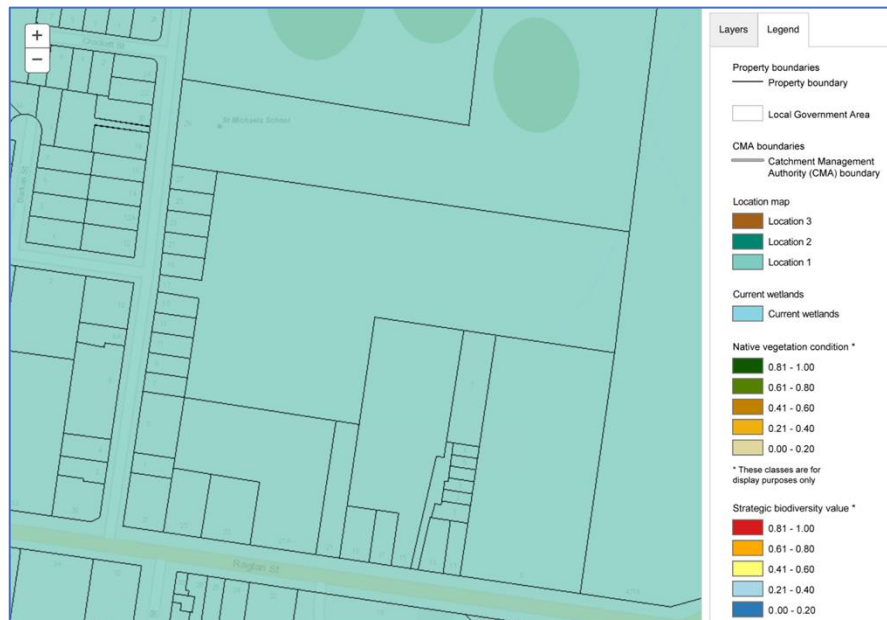 +
−
Crockett St
St Michaels School
Raglan St
Layers
Legend
Property boundaries
Property boundary
Local Government Area
CMA boundaries
Catchment Management
Authority (CMA) boundary
Location map
Location 3
Location 2
Location 1
Current wetlands
Current wetlands
Native vegetation condition *
0.81 - 1.00
0.61 - 0.80
0.41 - 0.60
0.21 - 0.40
0.00 - 0.20
* These classes are for
display purposes only
Strategic biodiversity value *
0.81 - 1.00
0.61 - 0.80
0.41 - 0.60
0.21 - 0.40
0.00 - 0.20